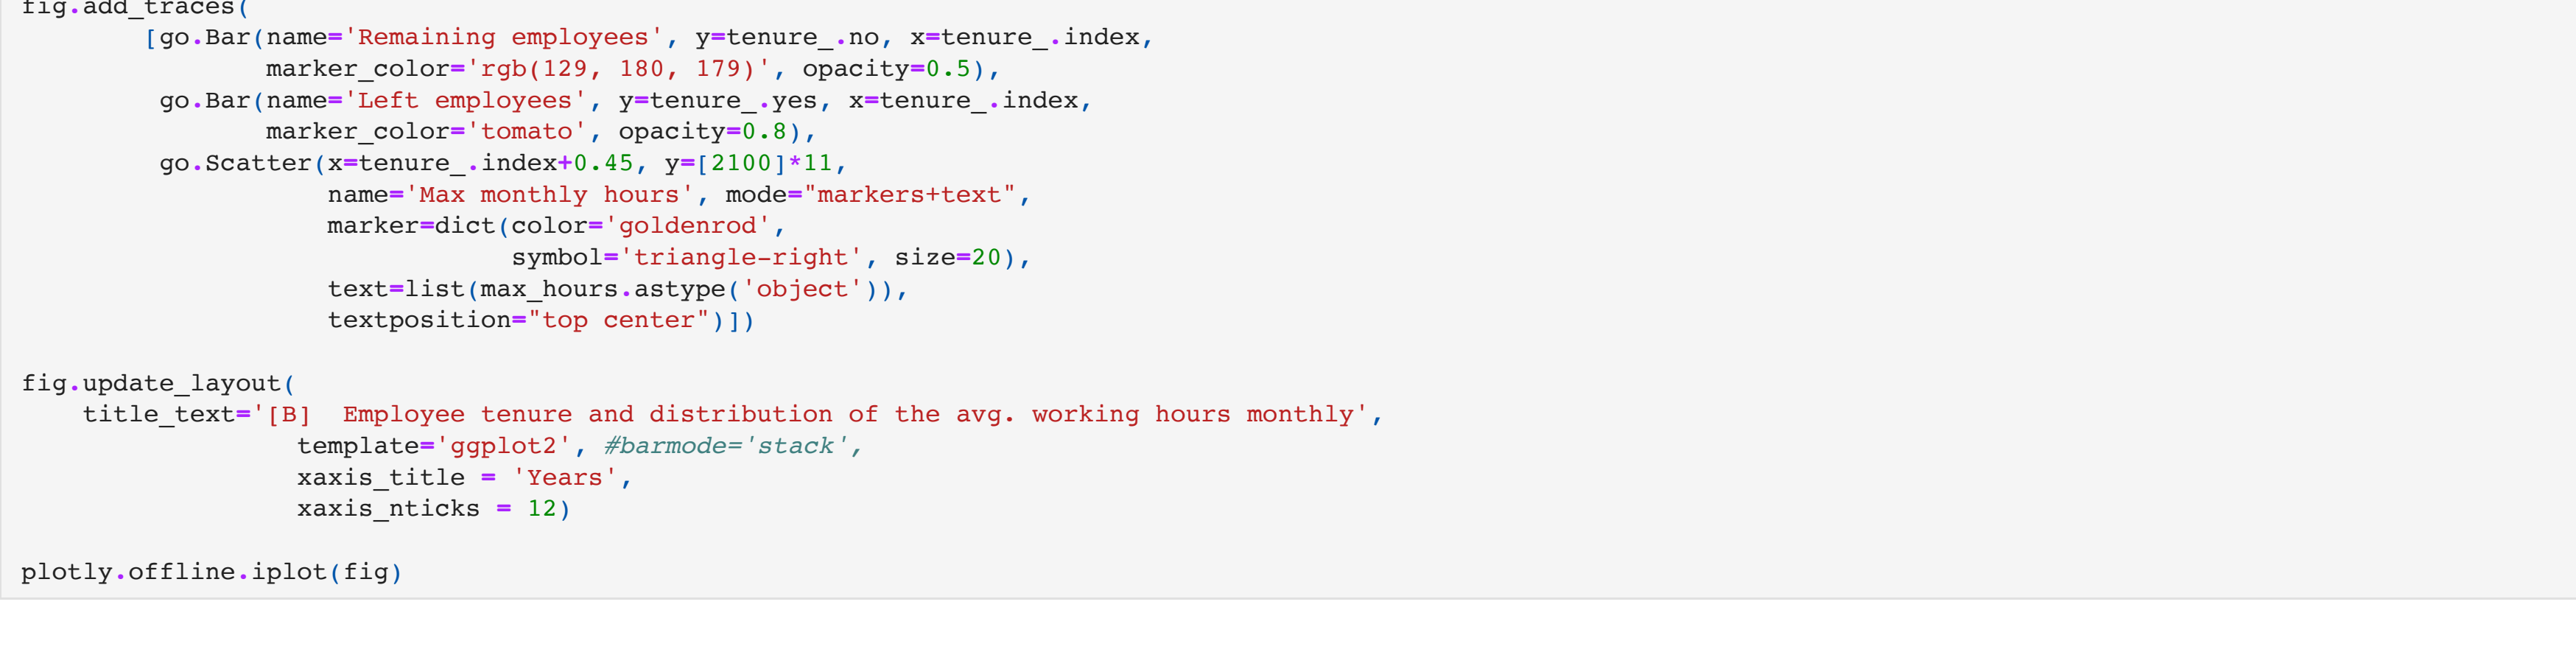 fig.add_traces(
        [go.Bar(name='Remaining employees', y=tenure_.no, x=tenure_.index,
                marker_color='rgb(129, 180, 179)', opacity=0.5),
         go.Bar(name='Left employees', y=tenure_.yes, x=tenure_.index,
                marker_color='tomato', opacity=0.8),
         go.Scatter(x=tenure_.index+0.45, y=[2100]*11,
                    name='Max monthly hours', mode="markers+text",
                    marker=dict(color='goldenrod',
                                symbol='triangle-right', size=20),
                    text=list(max_hours.astype('object')),
                    textposition="top center")])

fig.update_layout(
    title_text='[B]  Employee tenure and distribution of the avg. working hours monthly',
                  template='ggplot2', #barmode='stack',
                  xaxis_title = 'Years',
                  xaxis_nticks = 12)

plotly.offline.iplot(fig)